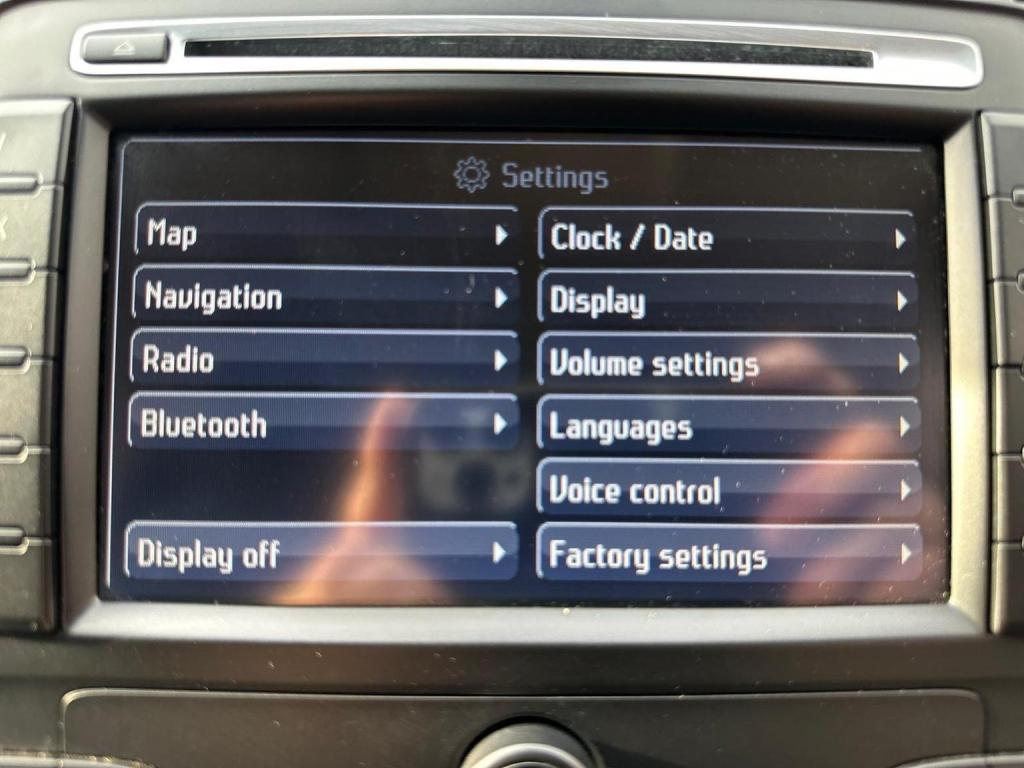 Settings
Map
Navigation
Radio
Bluetooth
Display off
Clock / Date
Display
Volume settings
Languages
Voice control
Factory settings